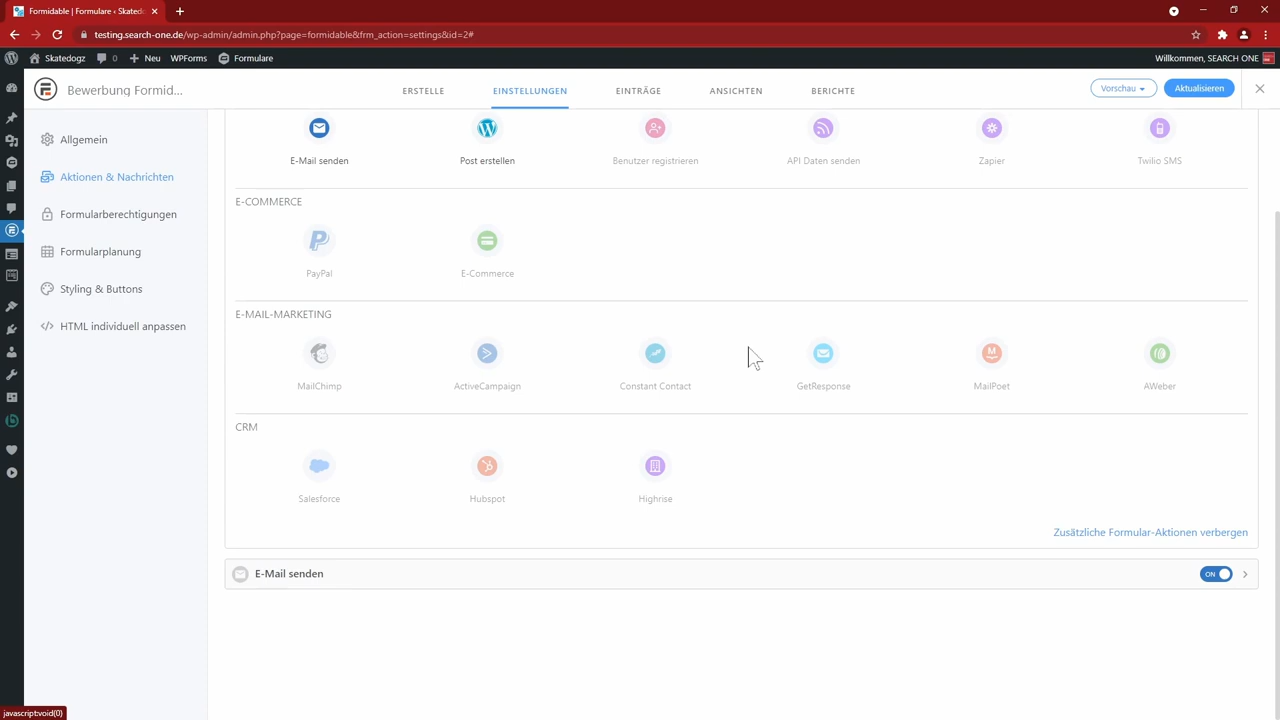 Formidable | Formulare ‹ Skated
testing.search-one.de/wp-admin/admin.php?page=formidable&frm_action=settings&id=2#
Skatedogz 0 Neu WPForms Formulare Willkommen, SEARCH ONE
Bewerbung Formid... ERSTELLE EINSTELLUNGEN EINTRÄGE ANSICHTEN BERICHTE Vorschau Aktualisieren
Allgemein
Aktionen & Nachrichten
Formularberechtigungen
Formularplanung
Styling & Buttons
HTML individuell anpassen
E-Mail senden Post erstellen Benutzer registrieren API Daten senden Zapier Twilio SMS
E-COMMERCE
PayPal E-Commerce
E-MAIL-MARKETING
MailChimp ActiveCampaign Constant Contact GetResponse MailPoet AWeber
CRM
Salesforce Hubspot Highrise
Zusätzliche Formular-Aktionen verbergen
E-Mail senden ON
javascript:void(0)